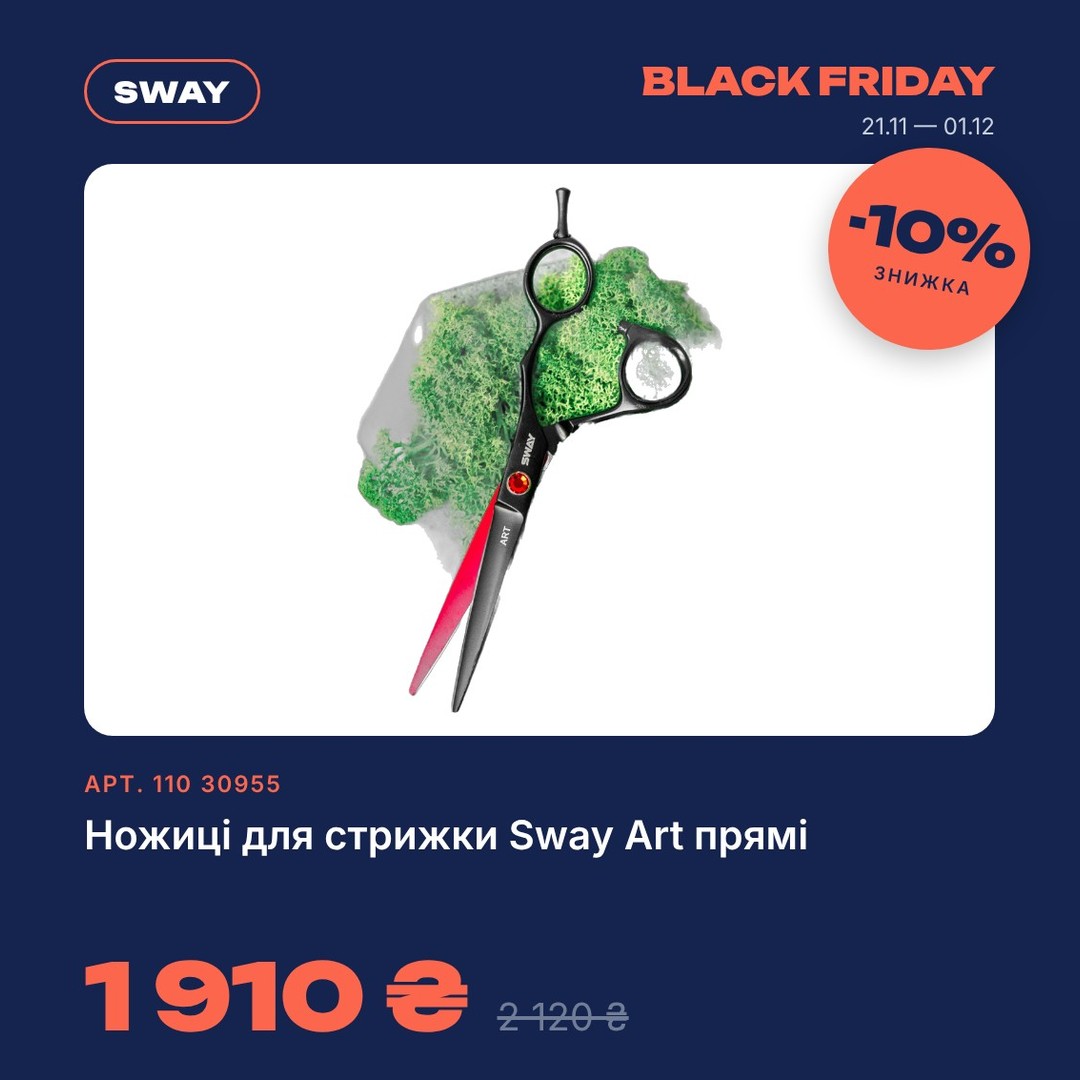 SWAY
BLACK FRIDAY
21.11 — 01.12
-10%
ЗНИЖКА
SWAY
ART
АРТ. 110 30955
Ножиці для стрижки Sway Art прямі
1 910 ₴
2 120 ₴